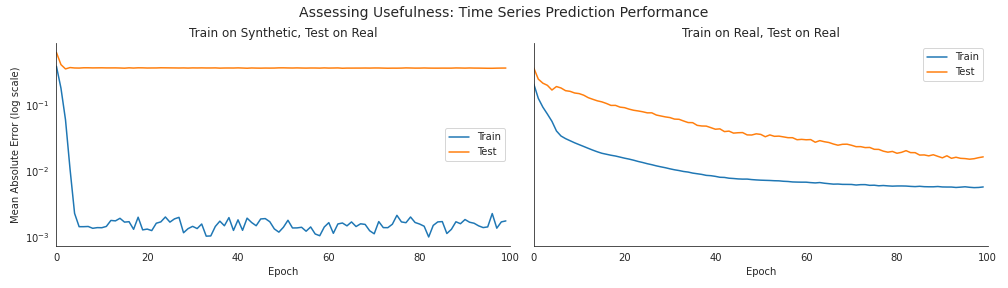 Assessing Usefulness: Time Series Prediction Performance
Train on Synthetic, Test on Real
Mean Absolute Error (log scale)
10⁻¹
10⁻²
10⁻³
Train
Test
0
20
40
60
80
100
Epoch
Train on Real, Test on Real
Train
Test
0
20
40
60
80
100
Epoch